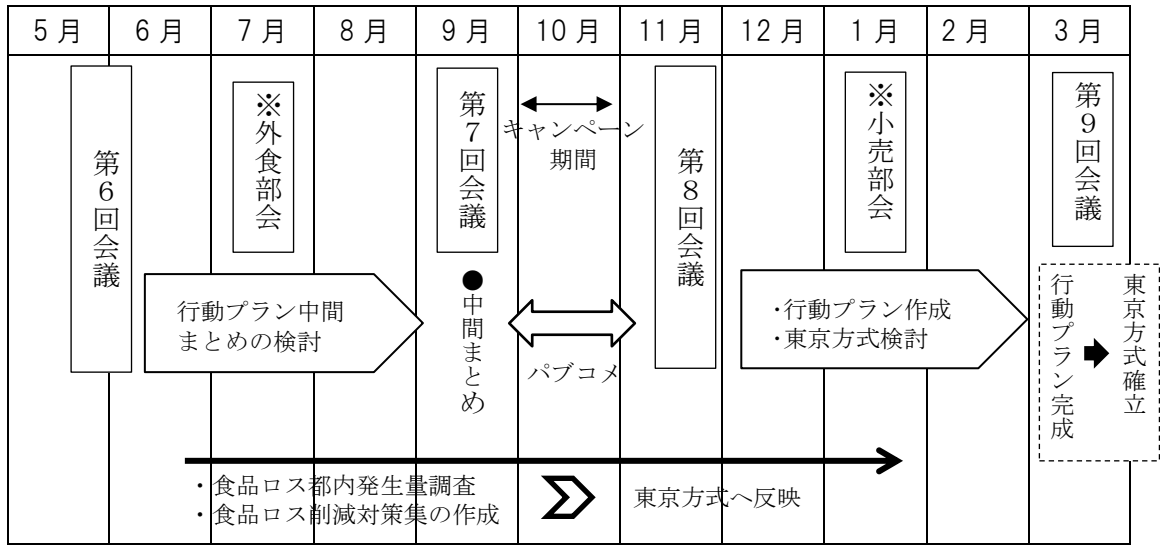 5月 6月 7月 8月 9月 10月 11月 12月 1月 2月 3月
第6回会議
※外食部会
第7回会議
キャンペーン
期間
第8回会議
※小売部会
第9回会議
行動プラン中間
まとめの検討
●中間まとめ
パブコメ
・行動プラン作成
・東京方式検討
行動プラン完成
東京方式確立
・食品ロス都内発生量調査
・食品ロス削減対策集の作成
東京方式へ反映